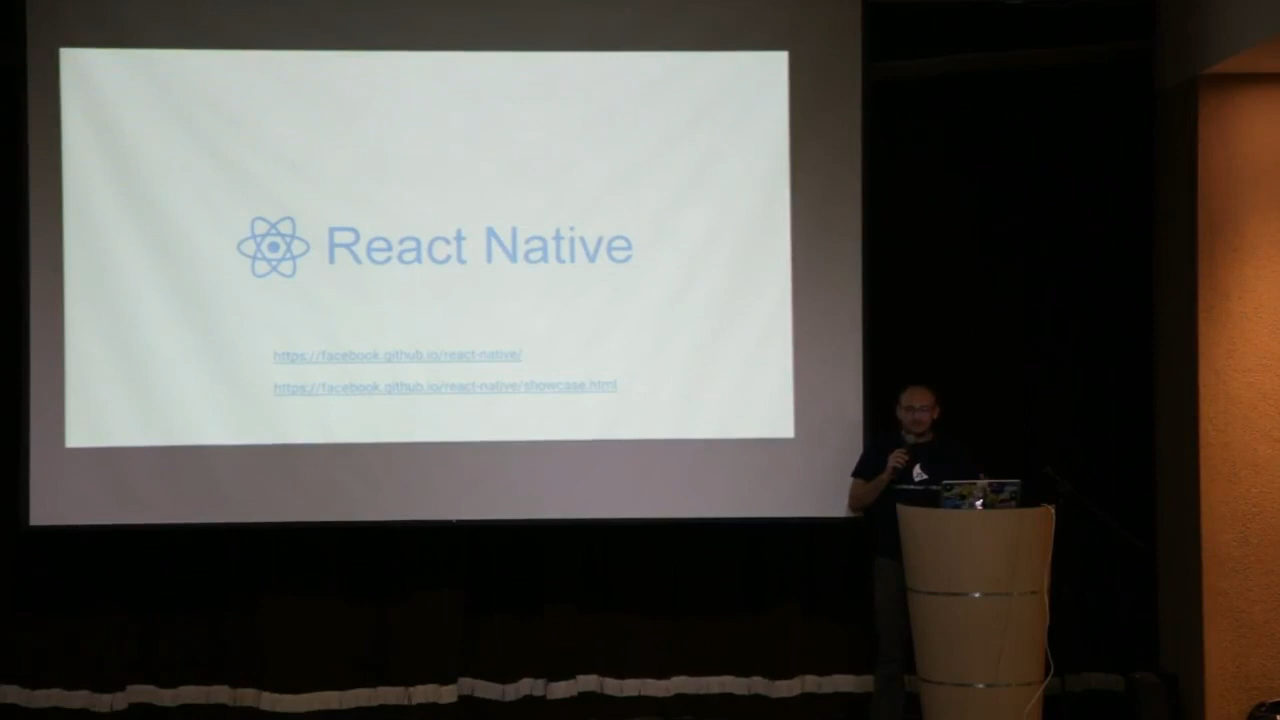 React Native
https://facebook.github.io/react-native/
https://facebook.github.io/react-native/showcase.html